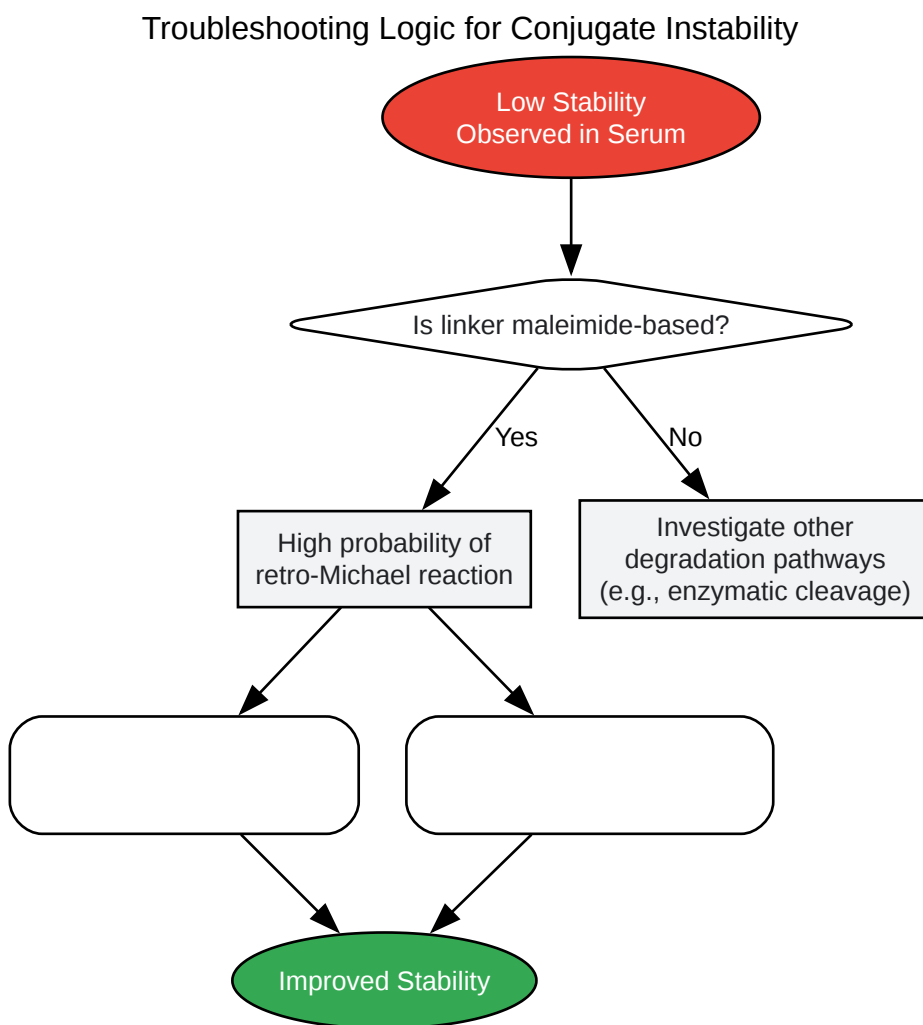 Troubleshooting Logic for Conjugate Instability
Low Stability
Observed in Serum
Is linker maleimide-based?
Yes
No
High probability of
retro-Michael reaction
Investigate other
degradation pathways
(e.g., enzymatic cleavage)
Improved Stability